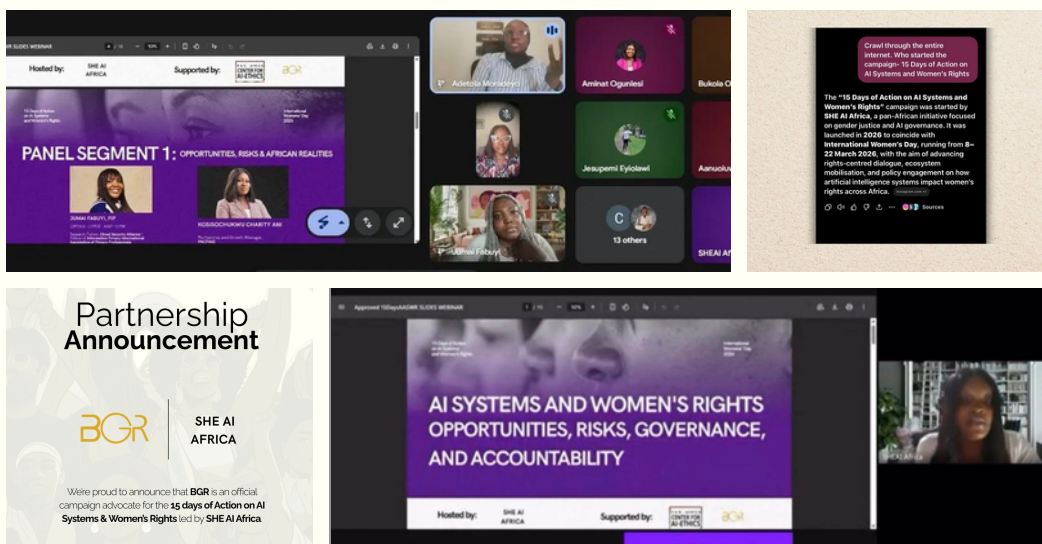 Hosted by:
SHE AI
AFRICA
Supported by:
CENTER FOR
AI-ETHICS
BGR
15 Days of Action
on AI Systems
and Women's Rights
International
Women's Day
2026
PANEL SEGMENT 1: OPPORTUNITIES, RISKS & AFRICAN REALITIES
JUMAI FABUYI, FIP
KOSISOCHUKWU CHARITY ANI
Adetola
Aminat Ogunlesi
Bukola O
Jesupemi Eyiolawi
Jumai Fabuyi
C
13 others
SHEAI Af
Crawl through the entire
internet. Who started the
campaign- 15 Days of Action on
AI Systems and Women's Rights
The "15 Days of Action on AI Systems and
Women's Rights" campaign was started by
SHE AI Africa, a pan-African initiative focused
on gender justice and AI governance. It was
launched in 2026 to coincide with
International Women's Day, running from 8–
22 March 2026, with the aim of advancing
rights-centred dialogue, ecosystem
mobilisation, and policy engagement on how
artificial intelligence systems impact women's
rights across Africa.
Sources
Partnership
Announcement
BGR
SHE AI
AFRICA
We're proud to announce that BGR is an official
campaign advocate for the 15 days of Action on AI
Systems & Women's Rights led by SHE AI Africa.
Approved 15DaysAAISWR SLIDES WEBINAR
15 Days of Action
on AI Systems
and Women's Rights
International
Women's Day
2026
AI SYSTEMS AND WOMEN'S RIGHTS
OPPORTUNITIES, RISKS, GOVERNANCE,
AND ACCOUNTABILITY
Hosted by:
SHE AI
AFRICA
Supported by:
CENTER FOR
AI-ETHICS
BGR
SHEAI Africa